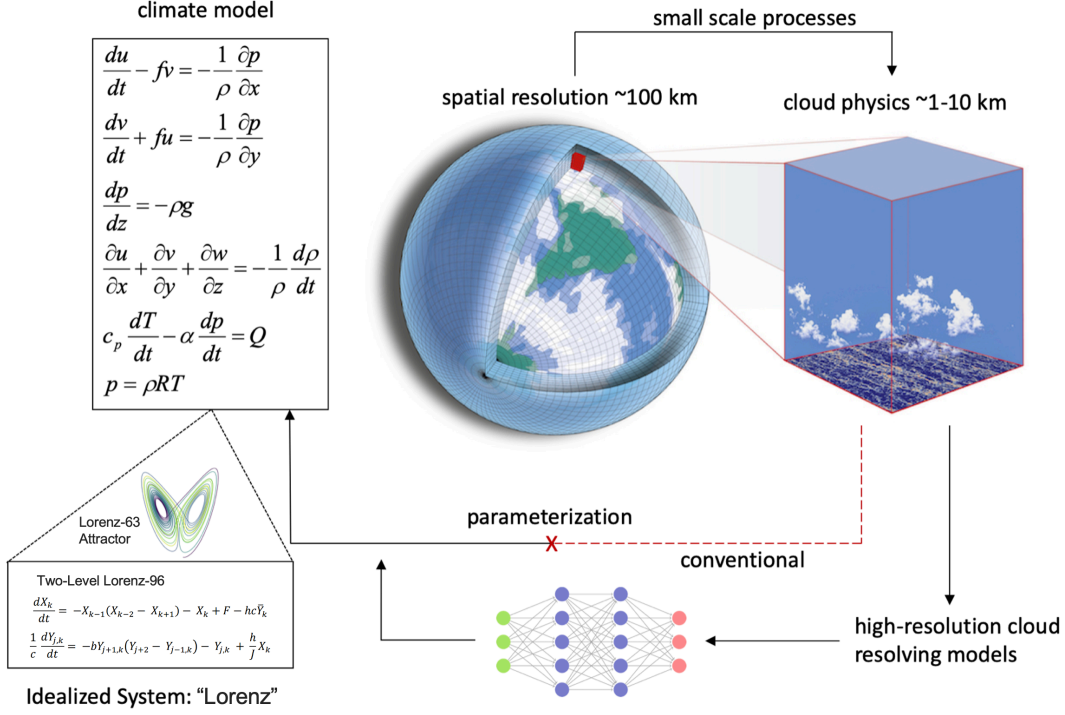 climate model
du/dt − fv = −1/ρ ∂p/∂x
dv/dt + fu = −1/ρ ∂p/∂y
dp/dz = −ρg
∂u/∂x + ∂v/∂y + ∂w/∂z = −1/ρ dρ/dt
c_p dT/dt − α dp/dt = Q
p = ρRT
small scale processes
spatial resolution ~100 km
cloud physics ~1-10 km
Lorenz-63
Attractor
parameterization
X
conventional
Two-Level Lorenz-96
dX_k/dt = −X_{k−1}(X_{k−2} − X_{k+1}) − X_k + F − hcȲ_k
1/c dY_{j,k}/dt = −bY_{j+1,k}(Y_{j+2} − Y_{j−1,k}) − Y_{j,k} + h/J X_k
high-resolution cloud
resolving models
Idealized System: “Lorenz”